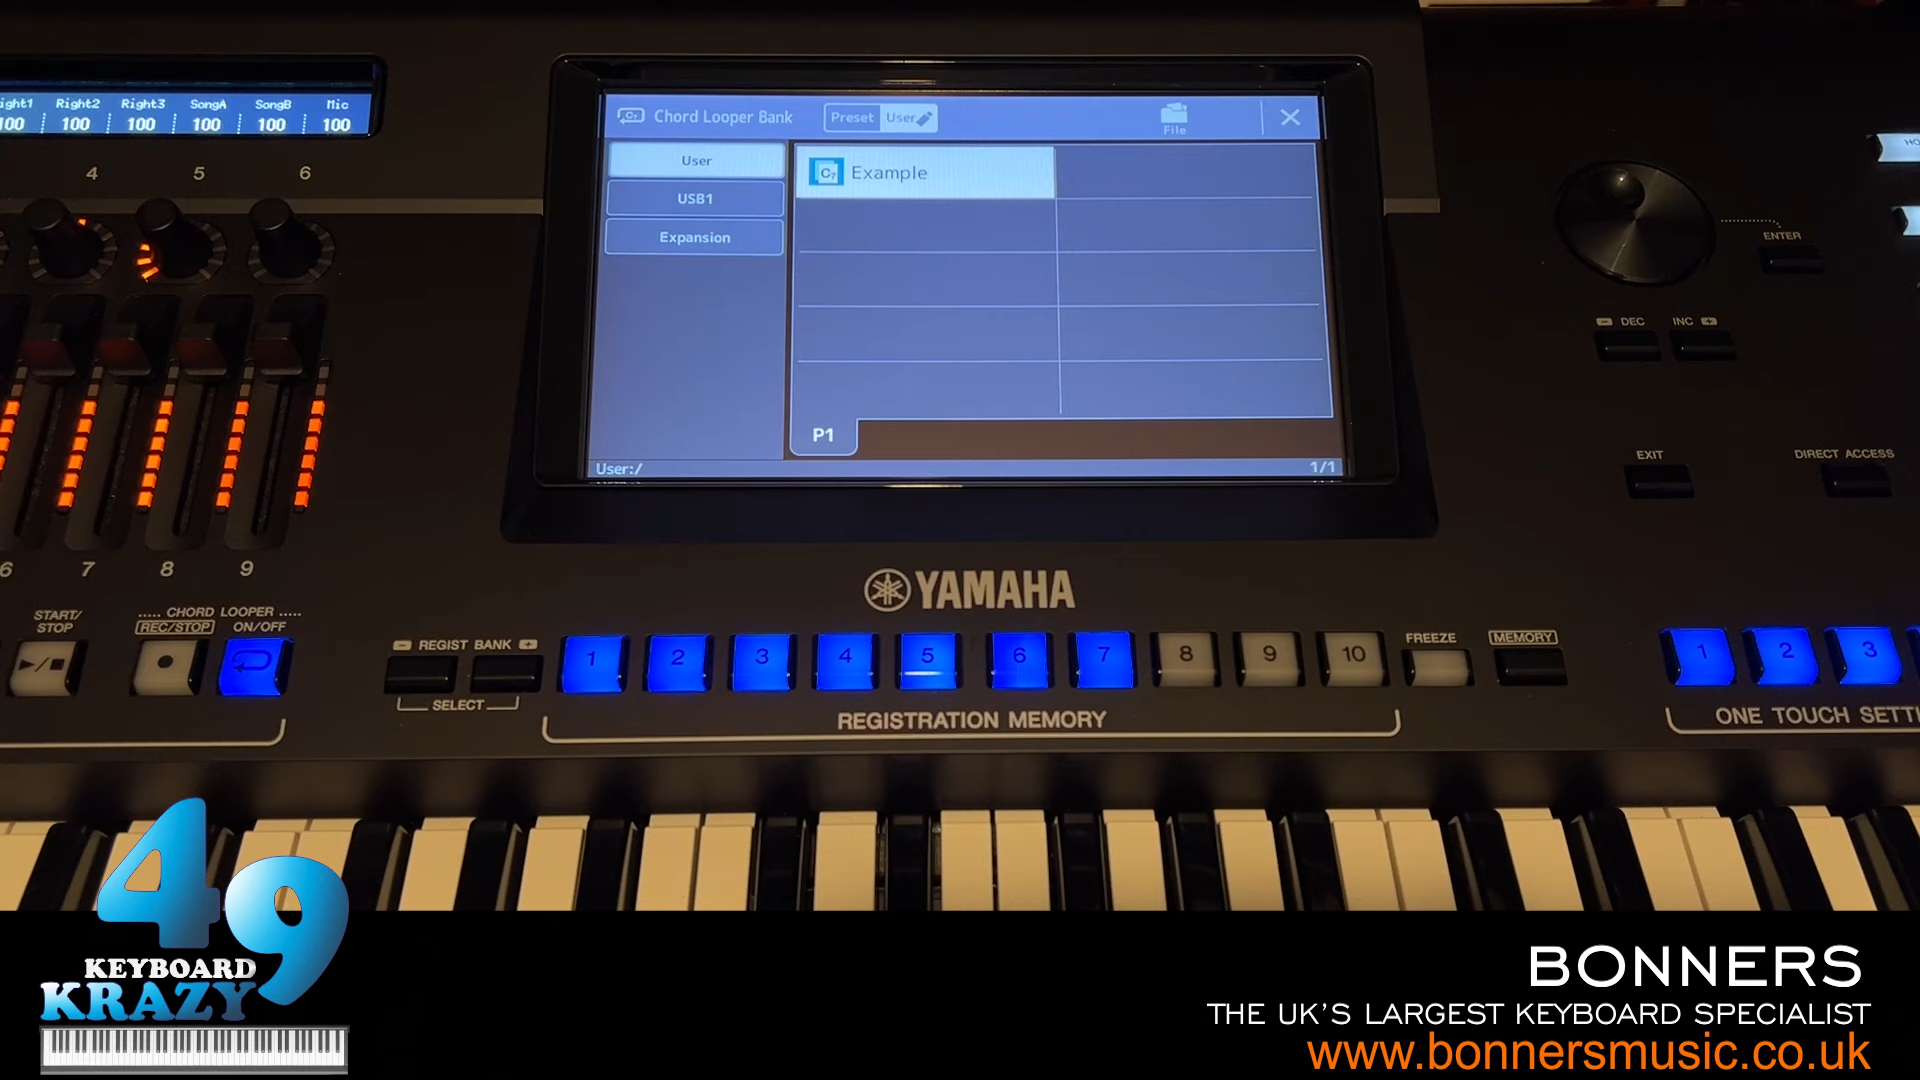 ight1 Right2 Right3 SongA SongB Mic
100 100 100 100 100 100
4 5 6
Chord Looper Bank Preset User File
User
USB1
Expansion
C7 Example
P1
User:/ 1/1
ENTER
DEC INC
EXIT DIRECT ACCESS
6 7 8 9
YAMAHA
START/
STOP
CHORD LOOPER
REC/STOP ON/OFF
REGIST BANK
SELECT
1 2 3 4 5 6 7 8 9 10
FREEZE MEMORY
1 2 3
REGISTRATION MEMORY
ONE TOUCH SETTI
49
KEYBOARD
KRAZY
BONNERS
THE UK'S LARGEST KEYBOARD SPECIALIST
www.bonnersmusic.co.uk